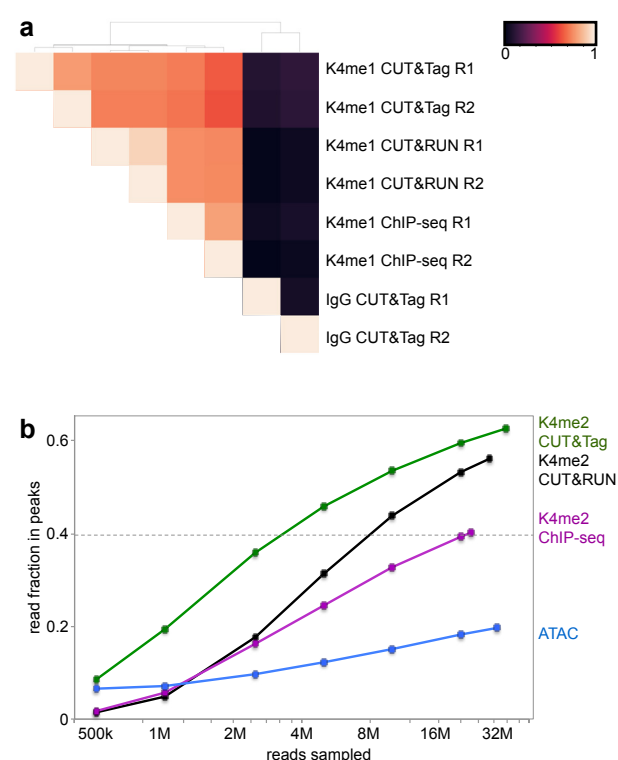 a
0 1
K4me1 CUT&Tag R1
K4me1 CUT&Tag R2
K4me1 CUT&RUN R1
K4me1 CUT&RUN R2
K4me1 ChIP-seq R1
K4me1 ChIP-seq R2
IgG CUT&Tag R1
IgG CUT&Tag R2
b
read fraction in peaks
0.6
0.4
0.2
0
K4me2
CUT&Tag
K4me2
CUT&RUN
K4me2
ChIP-seq
ATAC
500k 1M 2M 4M 8M 16M 32M
reads sampled